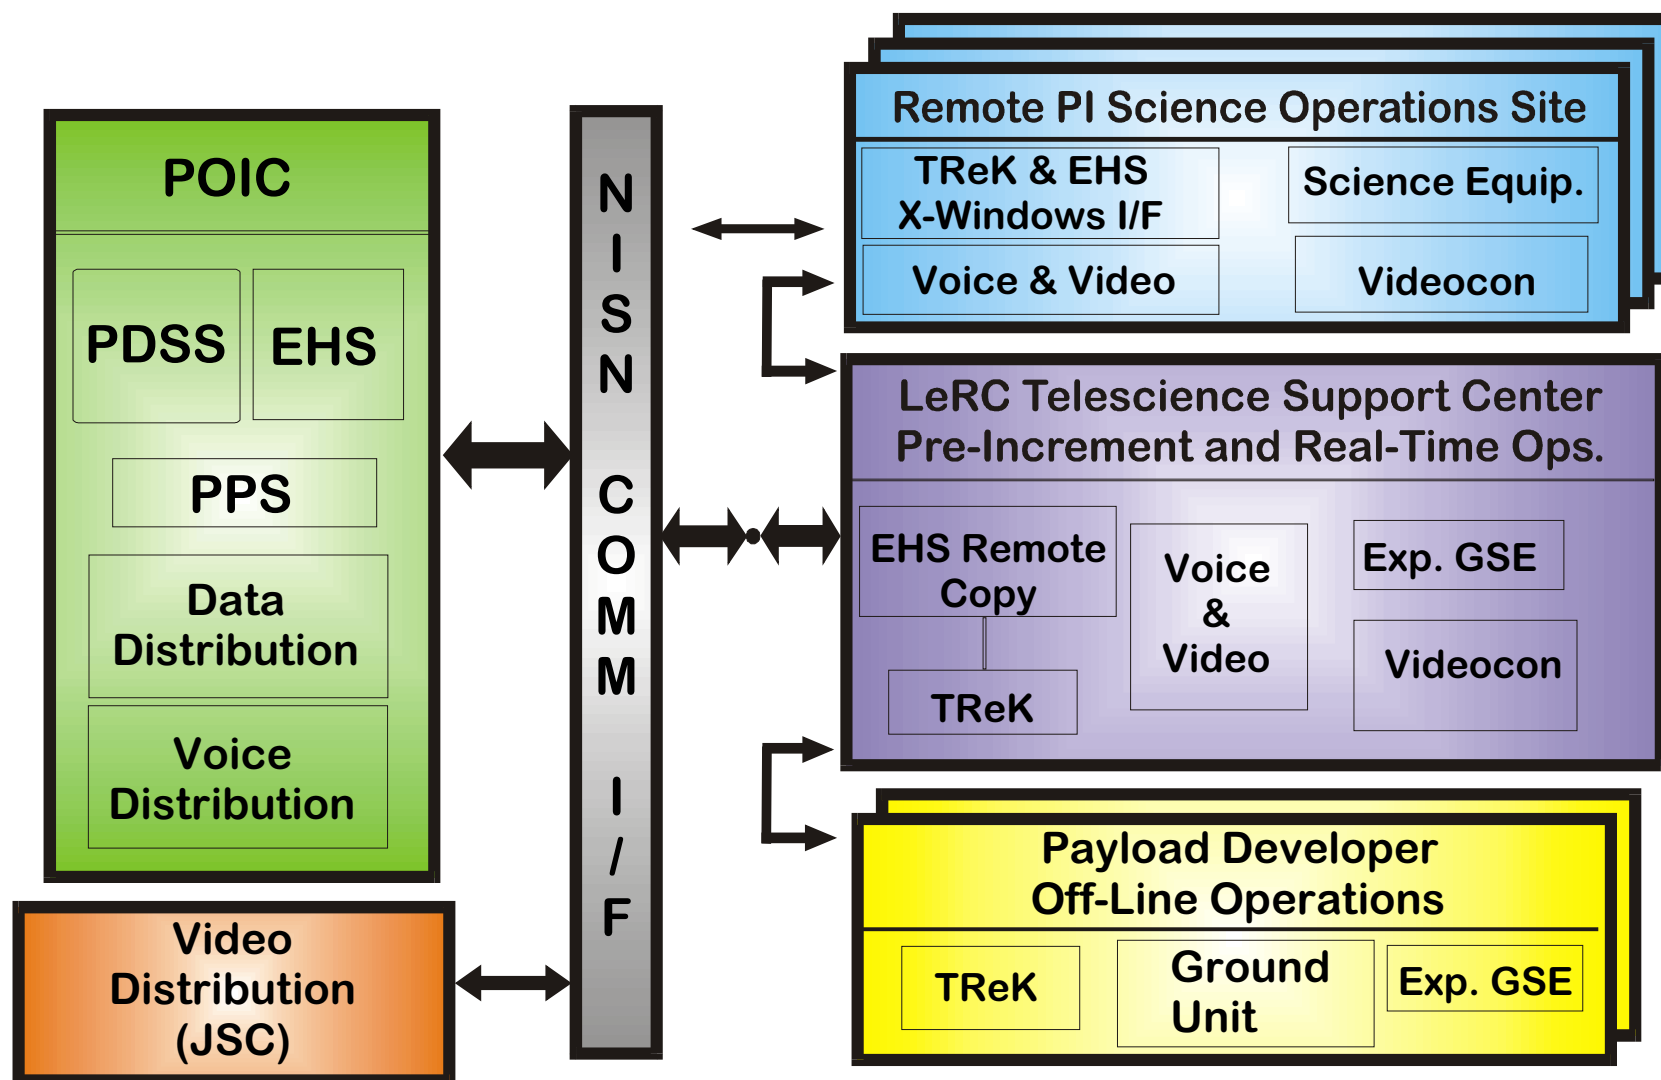 POIC
PDSS
EHS
PPS
Data
Distribution
Voice
Distribution
Video
Distribution
(JSC)
NISN COMM I/F
Remote PI Science Operations Site
TReK & EHS
X-Windows I/F
Science Equip.
Voice & Video
Videocon
LeRC Telescience Support Center
Pre-Increment and Real-Time Ops.
EHS Remote
Copy
TReK
Voice
&
Video
Exp. GSE
Videocon
Payload Developer
Off-Line Operations
TReK
Ground
Unit
Exp. GSE